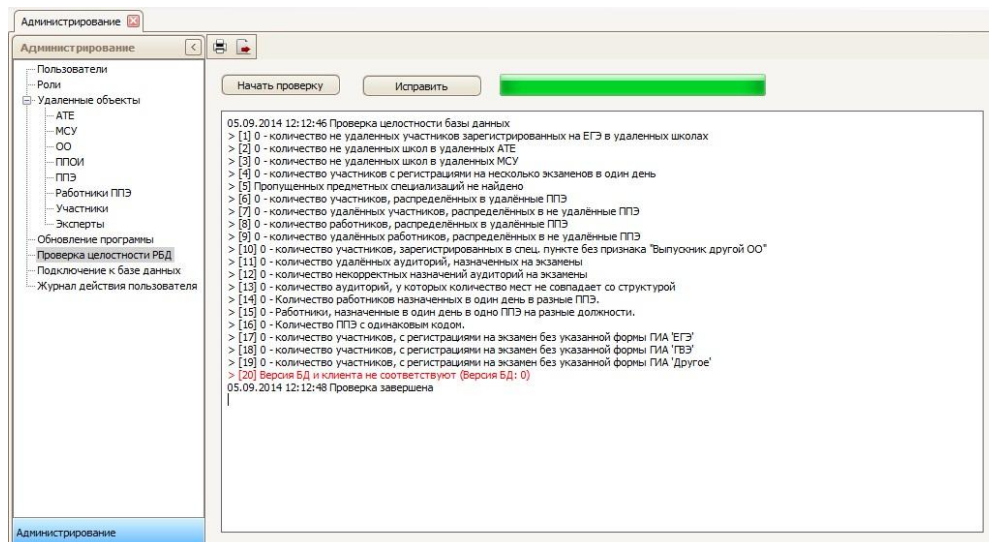 Администрирование
Администрирование
Пользователи
Роли
Удаленные объекты
АТЕ
МСУ
ОО
ППОИ
ППЭ
Работники ППЭ
Участники
Эксперты
Обновление программы
Проверка целостности РБД
Подключение к базе данных
Журнал действия пользователя
Администрирование
Начать проверку
Исправить
05.09.2014 12:12:46 Проверка целостности базы данных
> [1] 0 - количество не удаленных участников зарегистрированных на ЕГЭ в удаленных школах
> [2] 0 - количество не удаленных школ в удаленных АТЕ
> [3] 0 - количество не удаленных школ в удаленных МСУ
> [4] 0 - количество участников с регистрациями на несколько экзаменов в один день
> [5] Пропущенных предметных специализаций не найдено
> [6] 0 - количество участников, распределённых в удалённые ППЭ
> [7] 0 - количество удалённых участников, распределённых в не удалённые ППЭ
> [8] 0 - количество работников, распределённых в удалённые ППЭ
> [9] 0 - количество удалённых работников, распределённых в не удалённые ППЭ
> [10] 0 - количество участников, зарегистрированных в спец. пункте без признака "Выпускник другой ОО"
> [11] 0 - количество удалённых аудиторий, назначенных на экзамены
> [12] 0 - количество некорректных назначений аудиторий на экзамены
> [13] 0 - количество аудиторий, у которых количество мест не совпадает со структурой
> [14] 0 - Количество работников назначенных в один день в разные ППЭ.
> [15] 0 - Работники, назначенные в один день в одно ППЭ на разные должности.
> [16] 0 - Количество ППЭ с одинаковым кодом.
> [17] 0 - количество участников, с регистрациями на экзамен без указанной формы ГИА 'ЕГЭ'
> [18] 0 - количество участников, с регистрациями на экзамен без указанной формы ГИА 'ГВЭ'
> [19] 0 - количество участников, с регистрациями на экзамен без указанной формы ГИА 'Другое'
> [20] Версия БД и клиента не соответствуют (Версия БД: 0)
05.09.2014 12:12:48 Проверка завершена